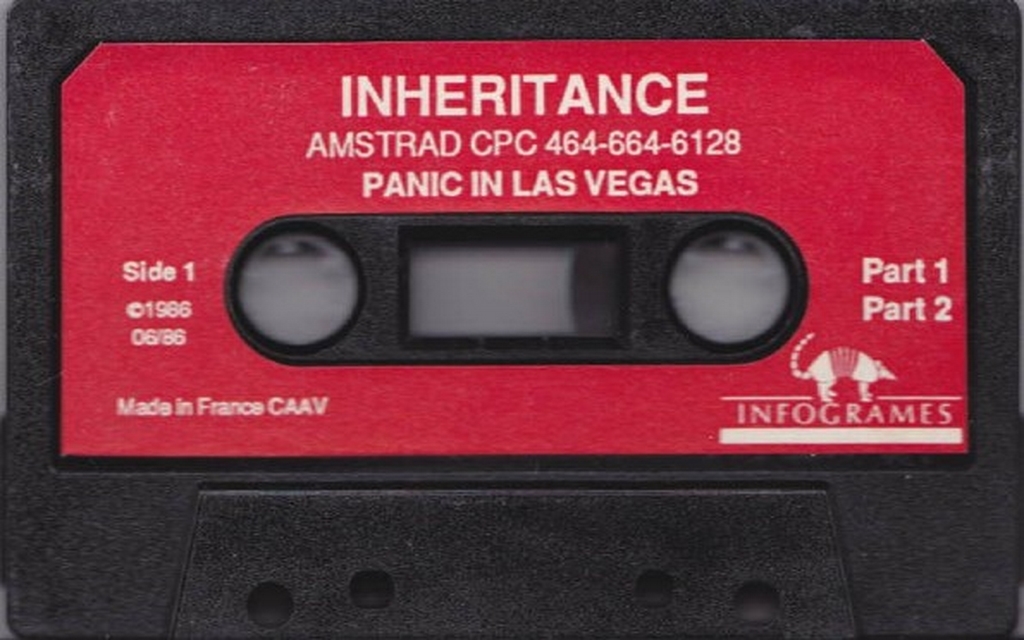 INHERITANCE
AMSTRAD CPC 464-664-6128
PANIC IN LAS VEGAS
Side 1
©1986
06/86
Made in France CAAV
Part 1
Part 2
INFOGRAMES